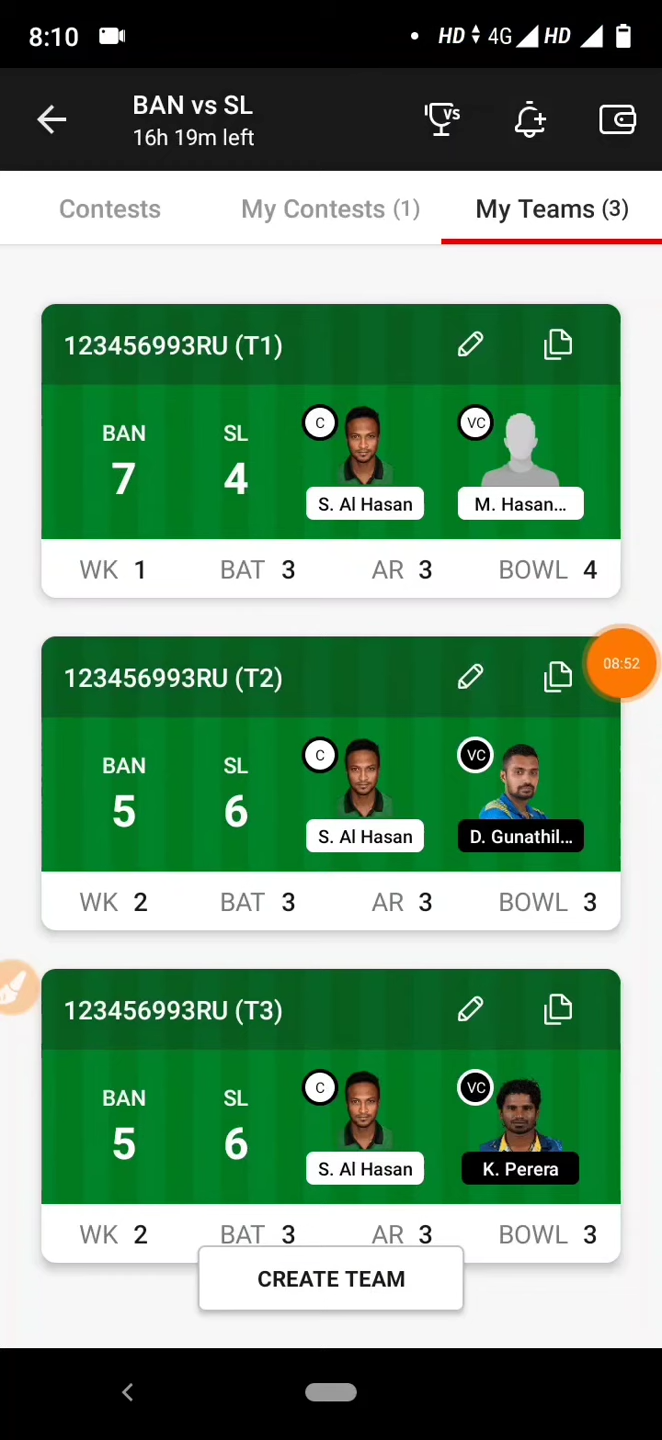 8:10 HD 4G HD
BAN vs SL
16h 19m left
VS
Contests My Contests (1) My Teams (3)
123456993RU (T1)
BAN SL C VC
7 4
S. Al Hasan M. Hasan...
WK 1 BAT 3 AR 3 BOWL 4
123456993RU (T2)
08:52
BAN SL C VC
5 6
S. Al Hasan D. Gunathil...
WK 2 BAT 3 AR 3 BOWL 3
123456993RU (T3)
BAN SL C VC
5 6
S. Al Hasan K. Perera
WK 2 BAT 3 AR 3 BOWL 3
CREATE TEAM